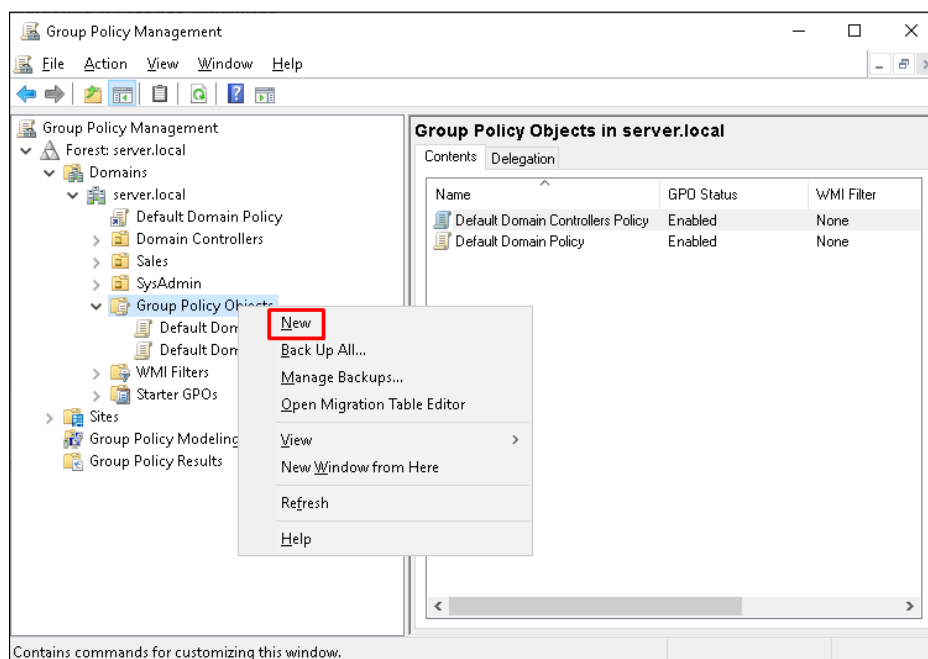 Group Policy Management
File Action View Window Help
Group Policy Management
Forest: server.local
Domains
server.local
Default Domain Policy
Domain Controllers
Sales
SysAdmin
Group Policy Objects
Default Dom
Default Dom
WMI Filters
Starter GPOs
Sites
Group Policy Modeling
Group Policy Results
New
Back Up All...
Manage Backups...
Open Migration Table Editor
View
New Window from Here
Refresh
Help
Group Policy Objects in server.local
Contents Delegation
Name GPO Status WMI Filter
Default Domain Controllers Policy Enabled None
Default Domain Policy Enabled None
Contains commands for customizing this window.